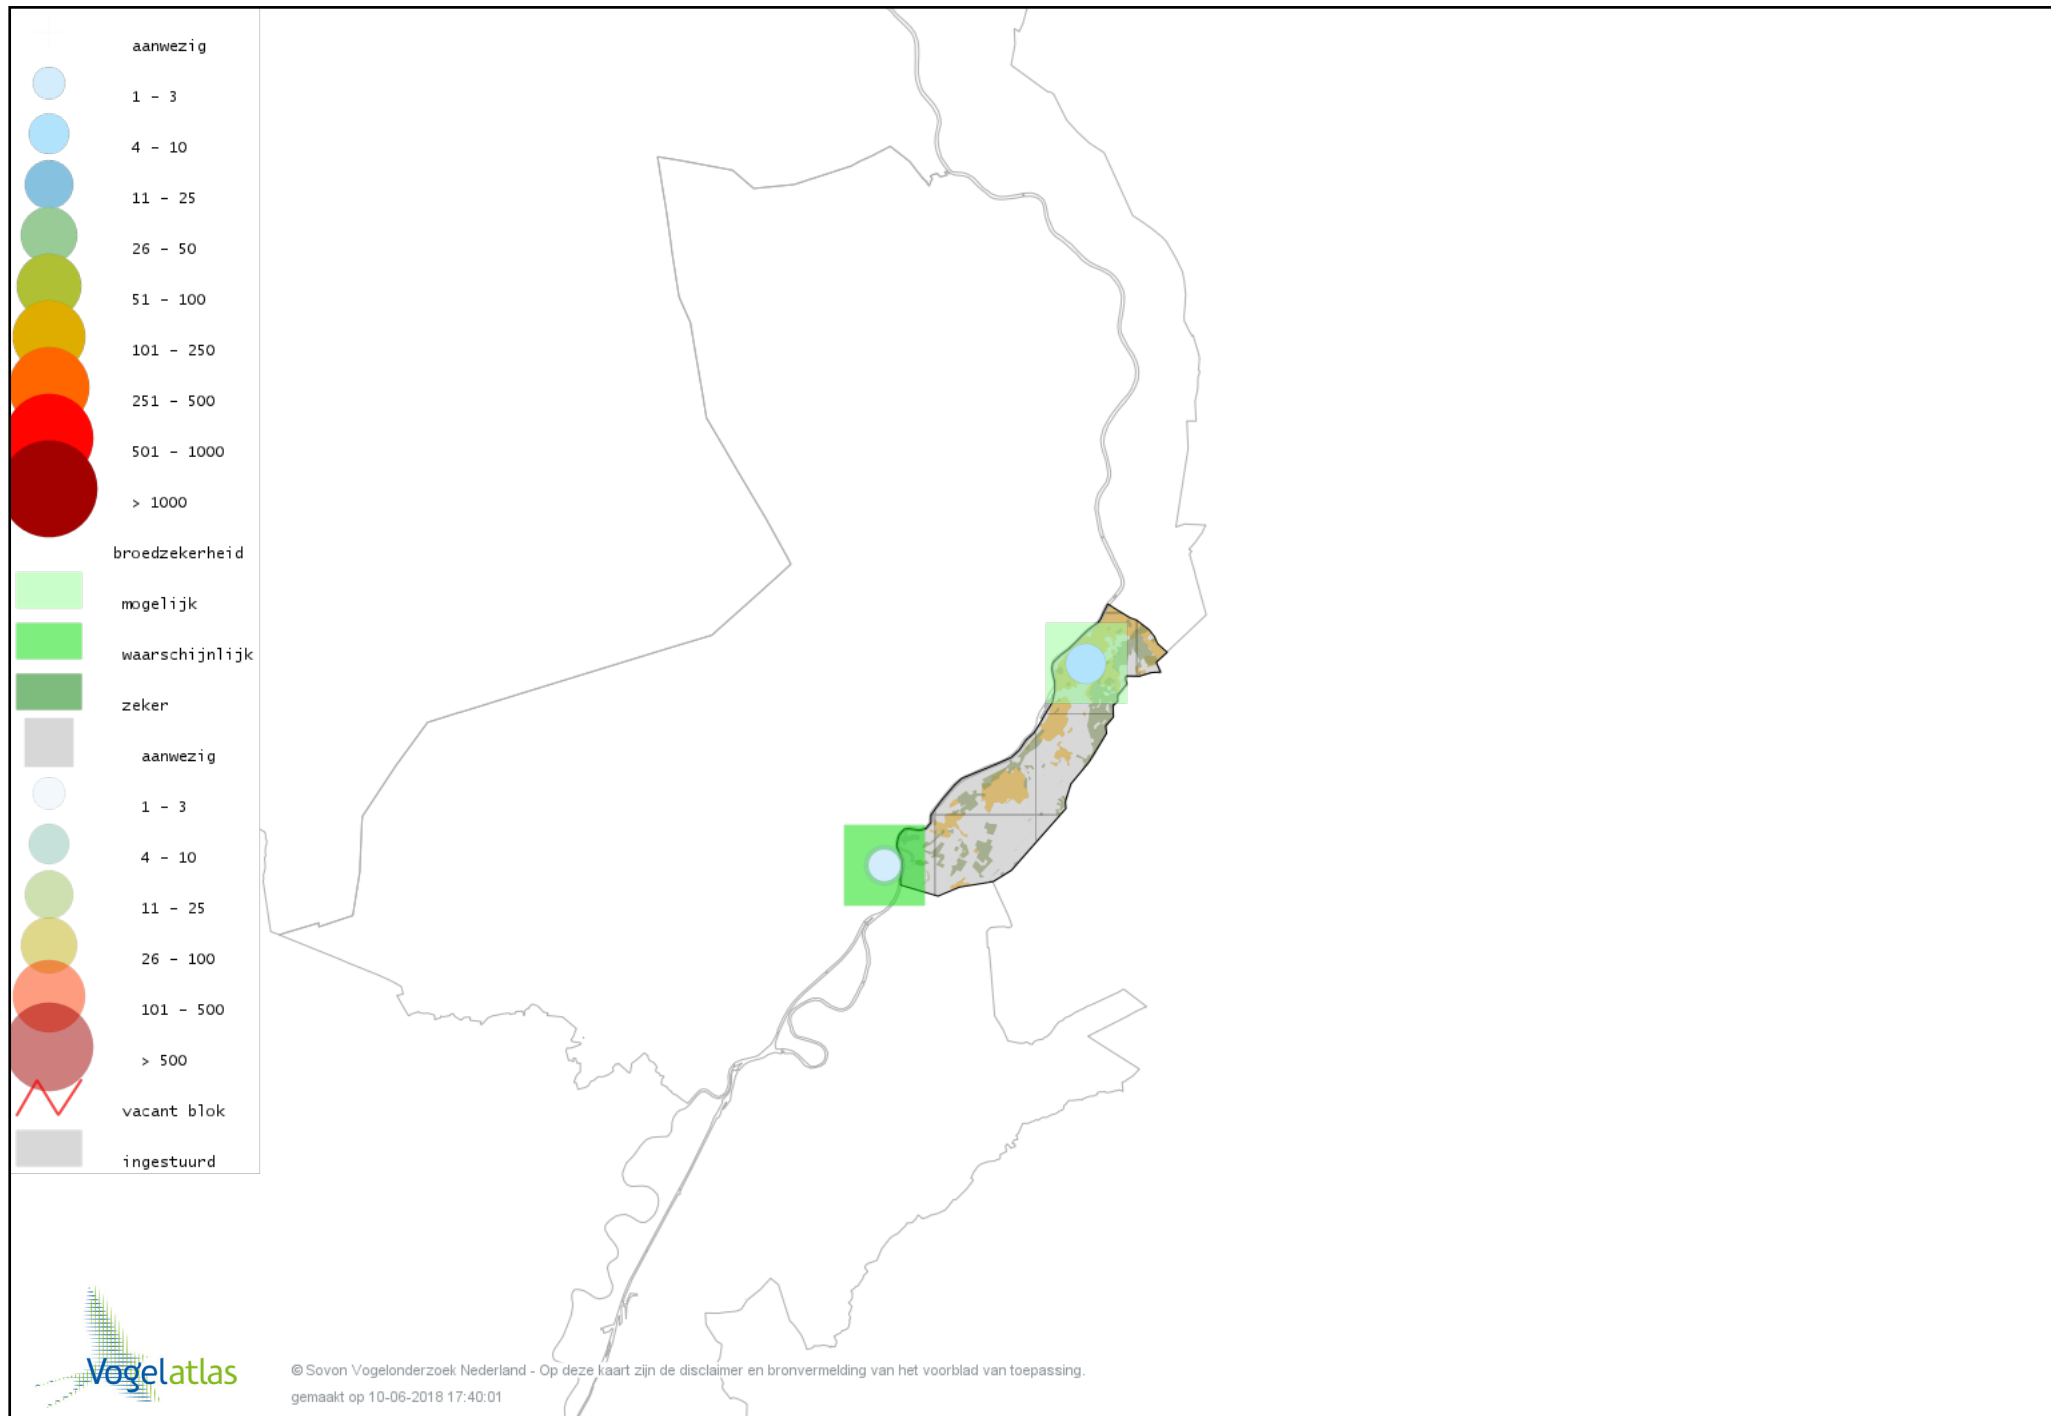 aanwezig
1 - 3
4 - 10
11 - 25
26 - 50
51 - 100
101 - 250
251 - 500
501 - 1000
> 1000
broedzekerheid
mogelijk
waarschijnlijk
zeker
aanwezig
1 - 3
4 - 10
11 - 25
26 - 100
101 - 500
> 500
vacant blok
ingestuurd
Vogelatlas
© Sovon Vogelonderzoek Nederland - Op deze kaart zijn de disclaimer en bronvermelding van het voorblad van toepassing.
gemaakt op 10-06-2018 17:40:01